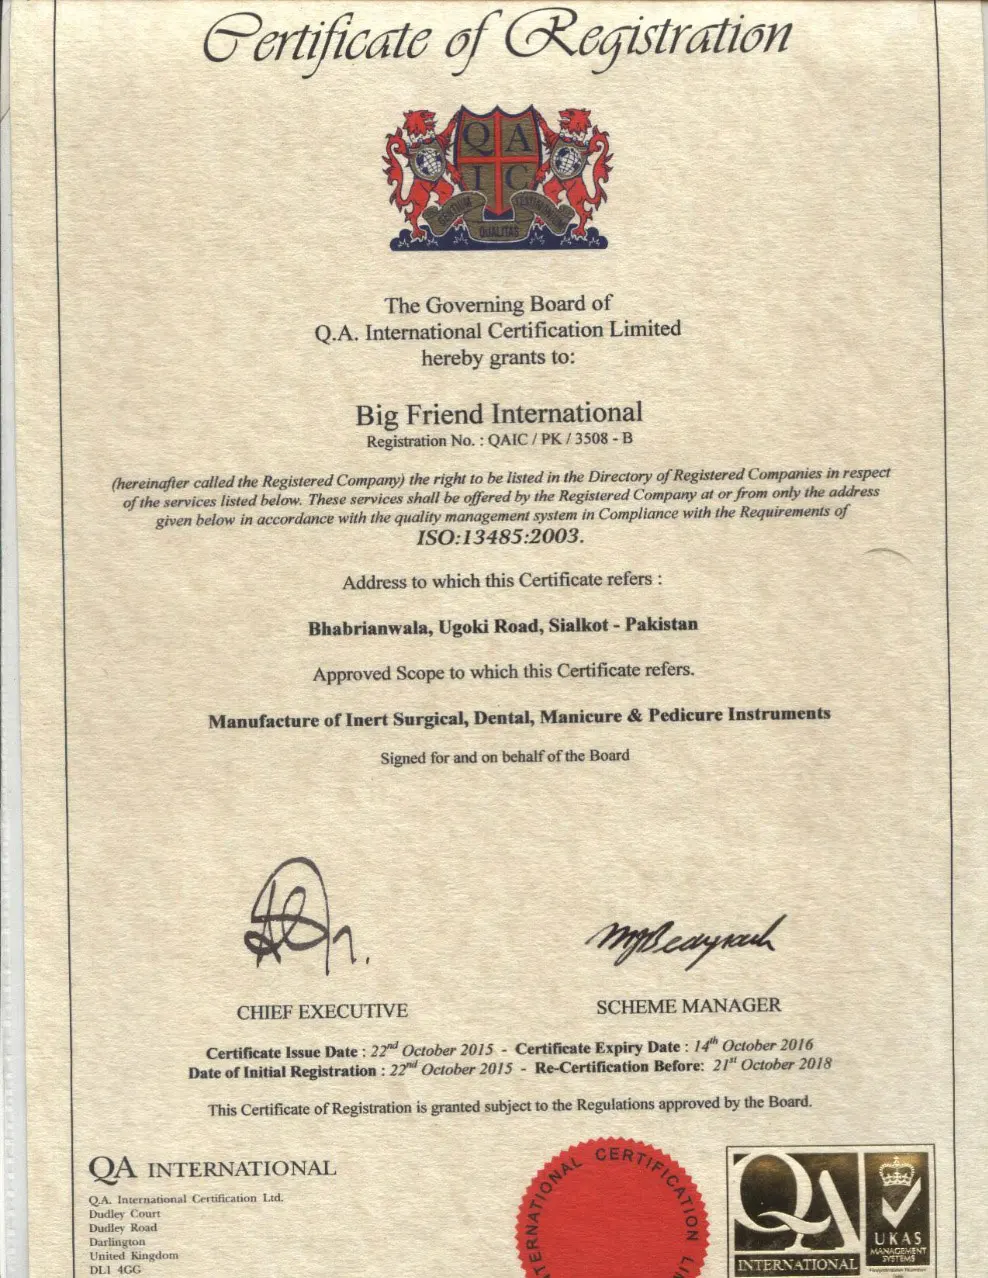 Certificate of Registration
QA
IC
CENTIUM TESTIMONIUM
QUALITAS
The Governing Board of
Q.A. International Certification Limited
hereby grants to:
Big Friend International
Registration No. : QAIC / PK / 3508 - B
(hereinafter called the Registered Company) the right to be listed in the Directory of Registered Companies in respect
of the services listed below. These services shall be offered by the Registered Company at or from only the address
given below in accordance with the quality management system in Compliance with the Requirements of
ISO:13485:2003.
Address to which this Certificate refers :
Bhabrianwala, Ugoki Road, Sialkot - Pakistan
Approved Scope to which this Certificate refers.
Manufacture of Inert Surgical, Dental, Manicure & Pedicure Instruments
Signed for and on behalf of the Board
CHIEF EXECUTIVE
SCHEME MANAGER
Certificate Issue Date : 22nd October 2015 - Certificate Expiry Date : 14th October 2016
Date of Initial Registration : 22nd October 2015 - Re-Certification Before: 21st October 2018
This Certificate of Registration is granted subject to the Regulations approved by the Board.
QA INTERNATIONAL
Q.A. International Certification Ltd.
Dudley Court
Dudley Road
Darlington
United Kingdom
DL1 4GG
INTERNATIONAL CERTIFICATION
QA
INTERNATIONAL
UKAS
MANAGEMENT
SYSTEMS